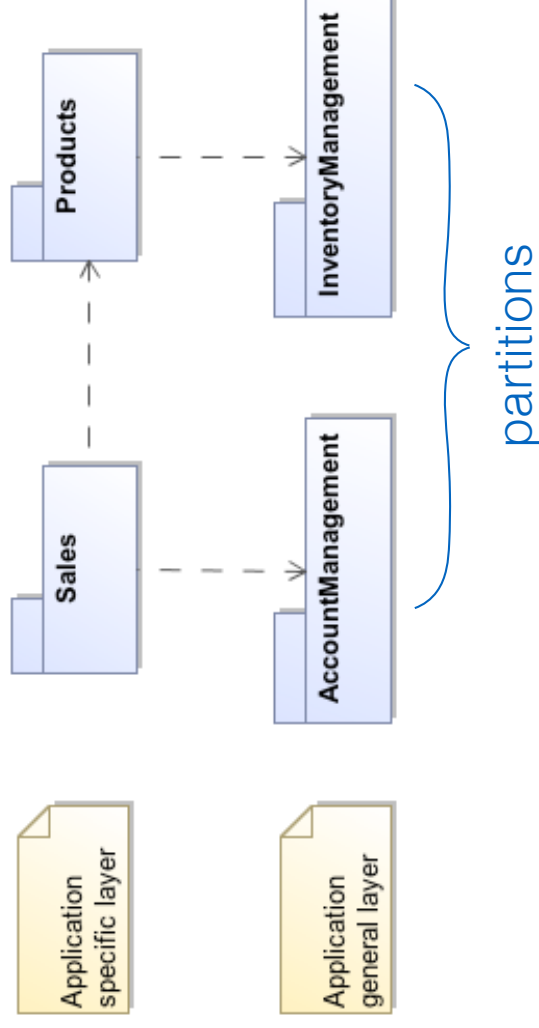 Application
specific layer
Sales
Products
Application
general layer
AccountManagement
InventoryManagement
partitions